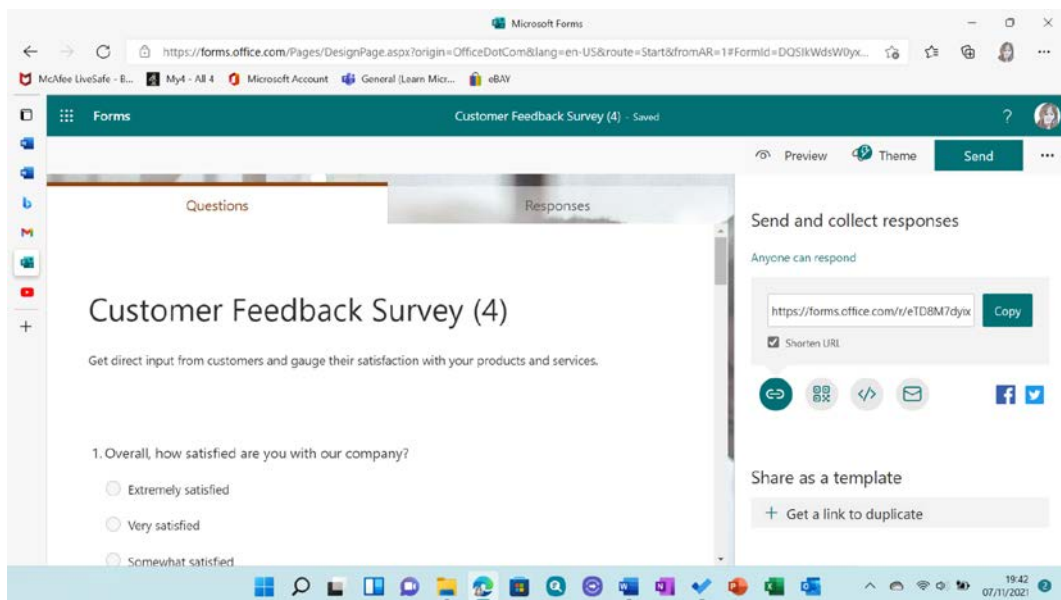 Microsoft Forms
https://forms.office.com/Pages/DesignPage.aspx?origin=OfficeDotCom&lang=en-US&route=Start&fromAR=1#FormId=DQSIkWdsW0yx...
McAfee LiveSafe - B... My4 - All 4 Microsoft Account General (Learn Micr... eBAY
Forms Customer Feedback Survey (4) - Saved ?
Preview Theme Send
Questions Responses
Send and collect responses
Anyone can respond
https://forms.office.com/r/eTD8M7dyix Copy
Shorten URL
Customer Feedback Survey (4)
Get direct input from customers and gauge their satisfaction with your products and services.
1. Overall, how satisfied are you with our company?
Extremely satisfied
Very satisfied
Somewhat satisfied
Share as a template
+ Get a link to duplicate
19:42
07/11/2021 2